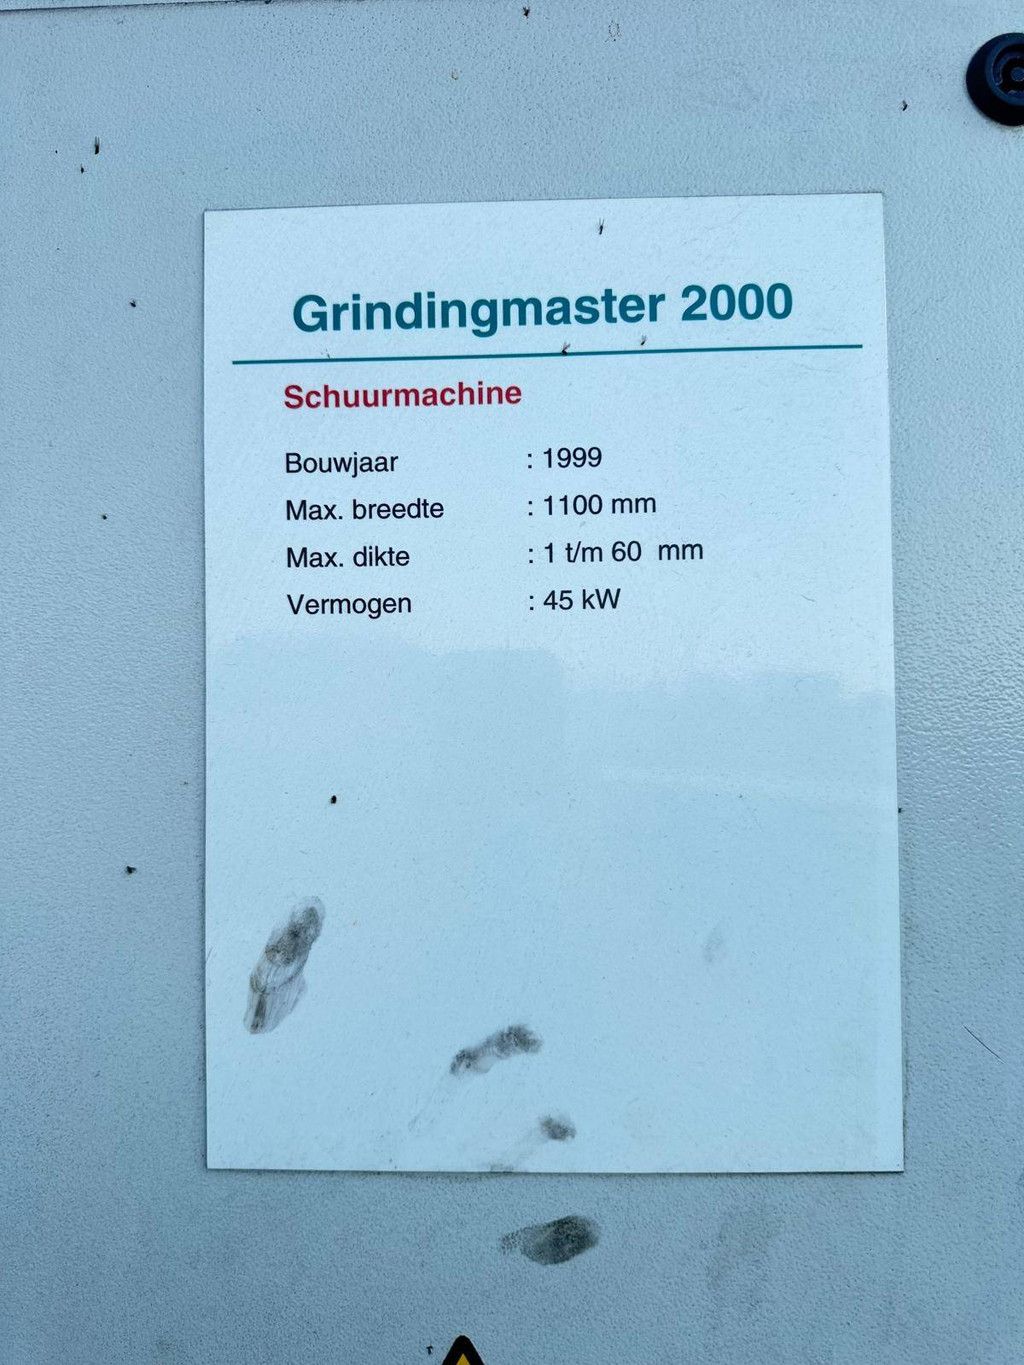 Grindingmaster 2000
Schuurmachine
Bouwjaar : 1999
Max. breedte : 1100 mm
Max. dikte : 1 t/m 60 mm
Vermogen : 45 kW